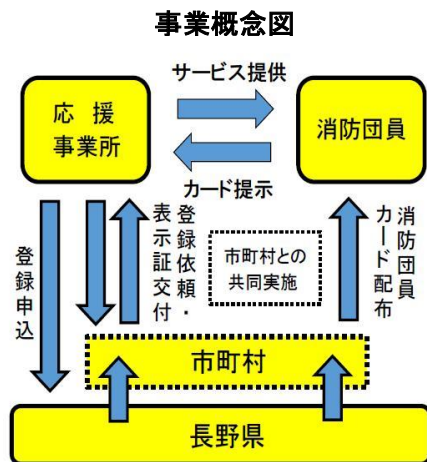 事業概念図
サービス提供
応 援
事業所
消防団員
カード提示
登録申込
登録依頼・
表示証交付
市町村との
共同実施
消防団員
カード配布
市町村
長野県